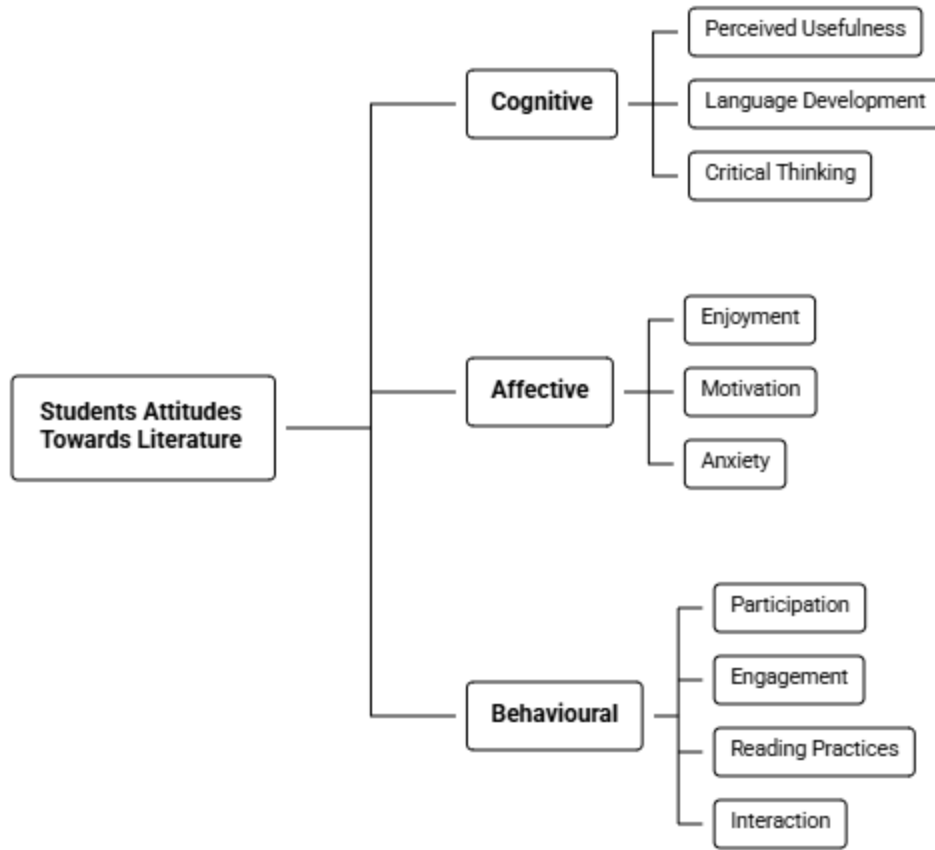 Students Attitudes
Towards Literature
Cognitive
Perceived Usefulness
Language Development
Critical Thinking
Affective
Enjoyment
Motivation
Anxiety
Behavioural
Participation
Engagement
Reading Practices
Interaction